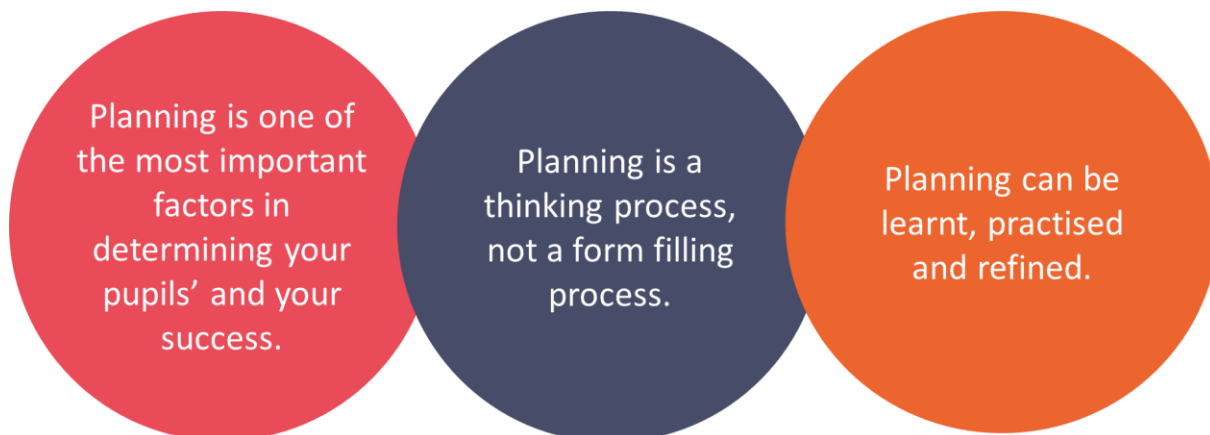 Planning is one of
the most important
factors in
determining your
pupils’ and your
success.
Planning is a
thinking process,
not a form filling
process.
Planning can be
learnt, practised
and refined.